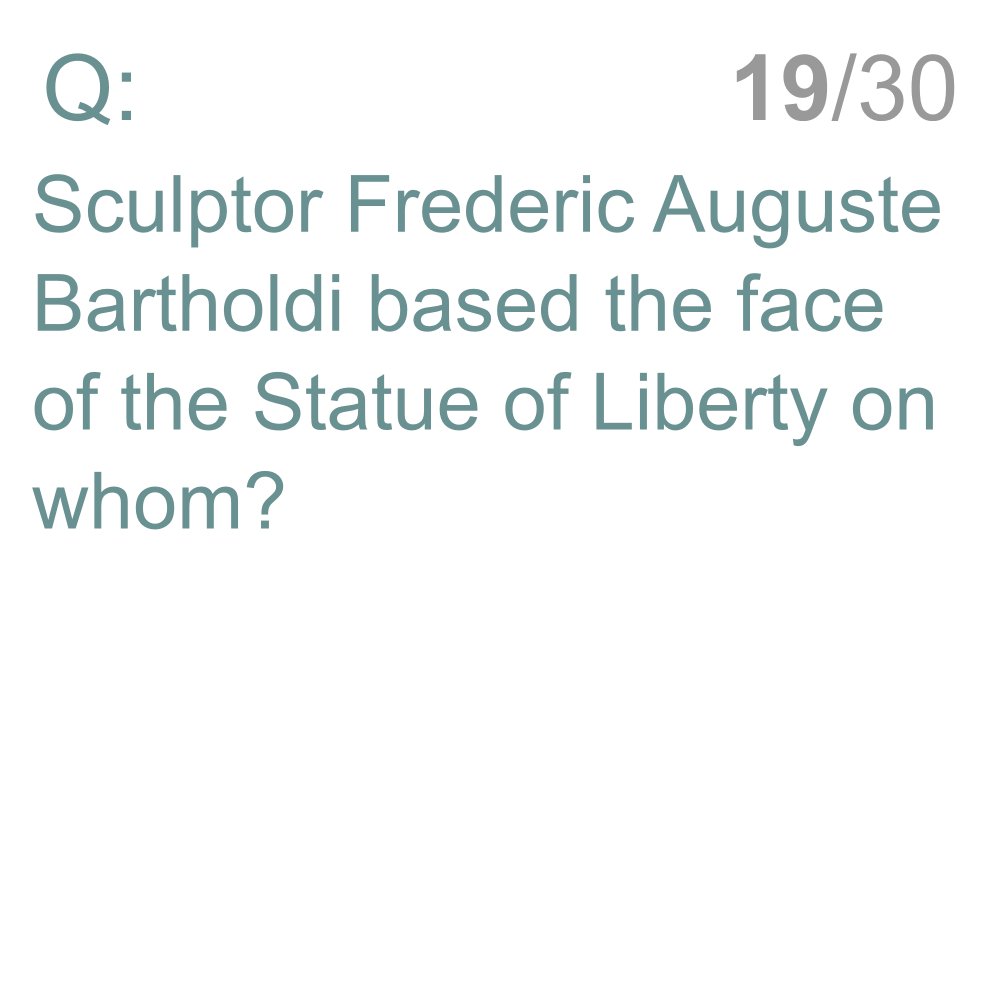 Q: 19/30
Sculptor Frederic Auguste
Bartholdi based the face
of the Statue of Liberty on
whom?